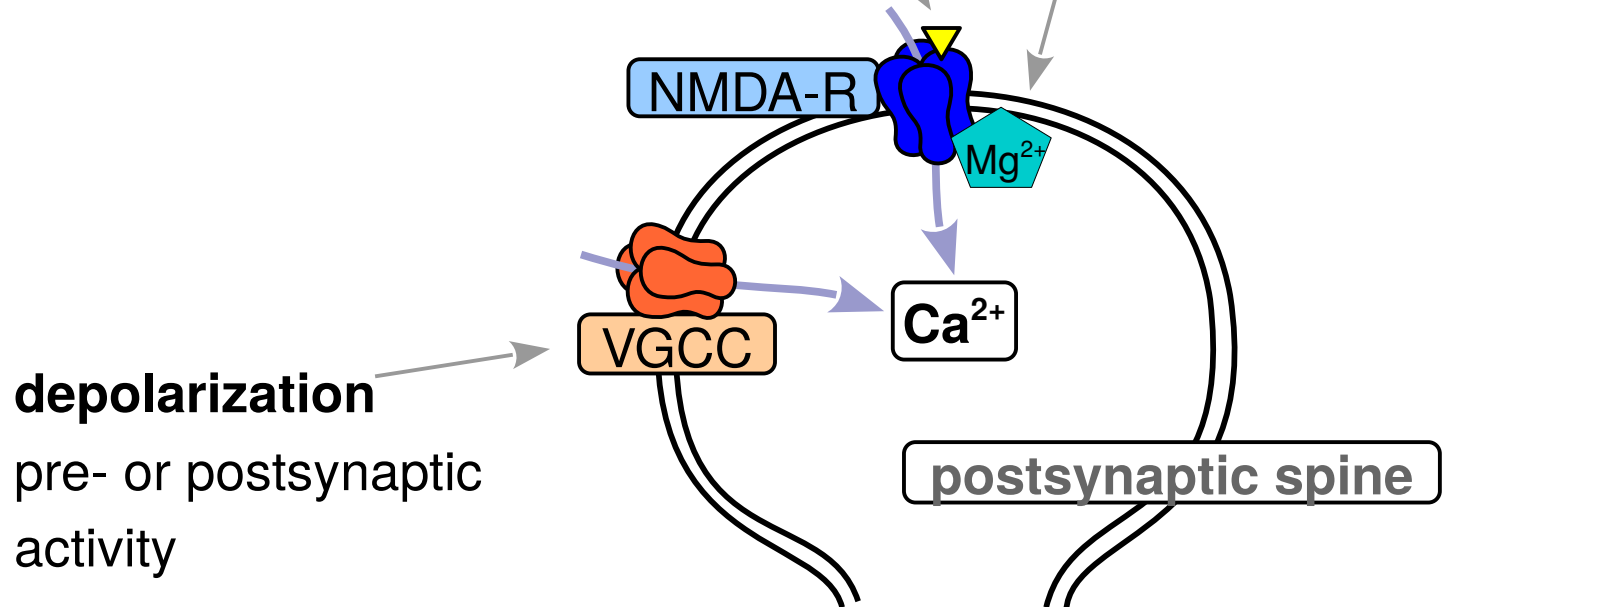 NMDA-R
Mg2+
VGCC
Ca2+
depolarization
pre- or postsynaptic
activity
postsynaptic spine